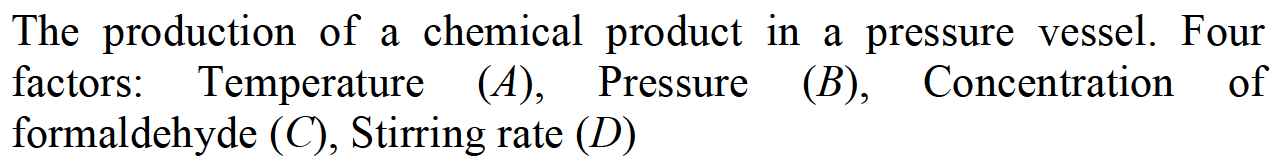 The production of a chemical product in a pressure vessel. Four
factors: Temperature (A), Pressure (B), Concentration of
formaldehyde (C), Stirring rate (D)